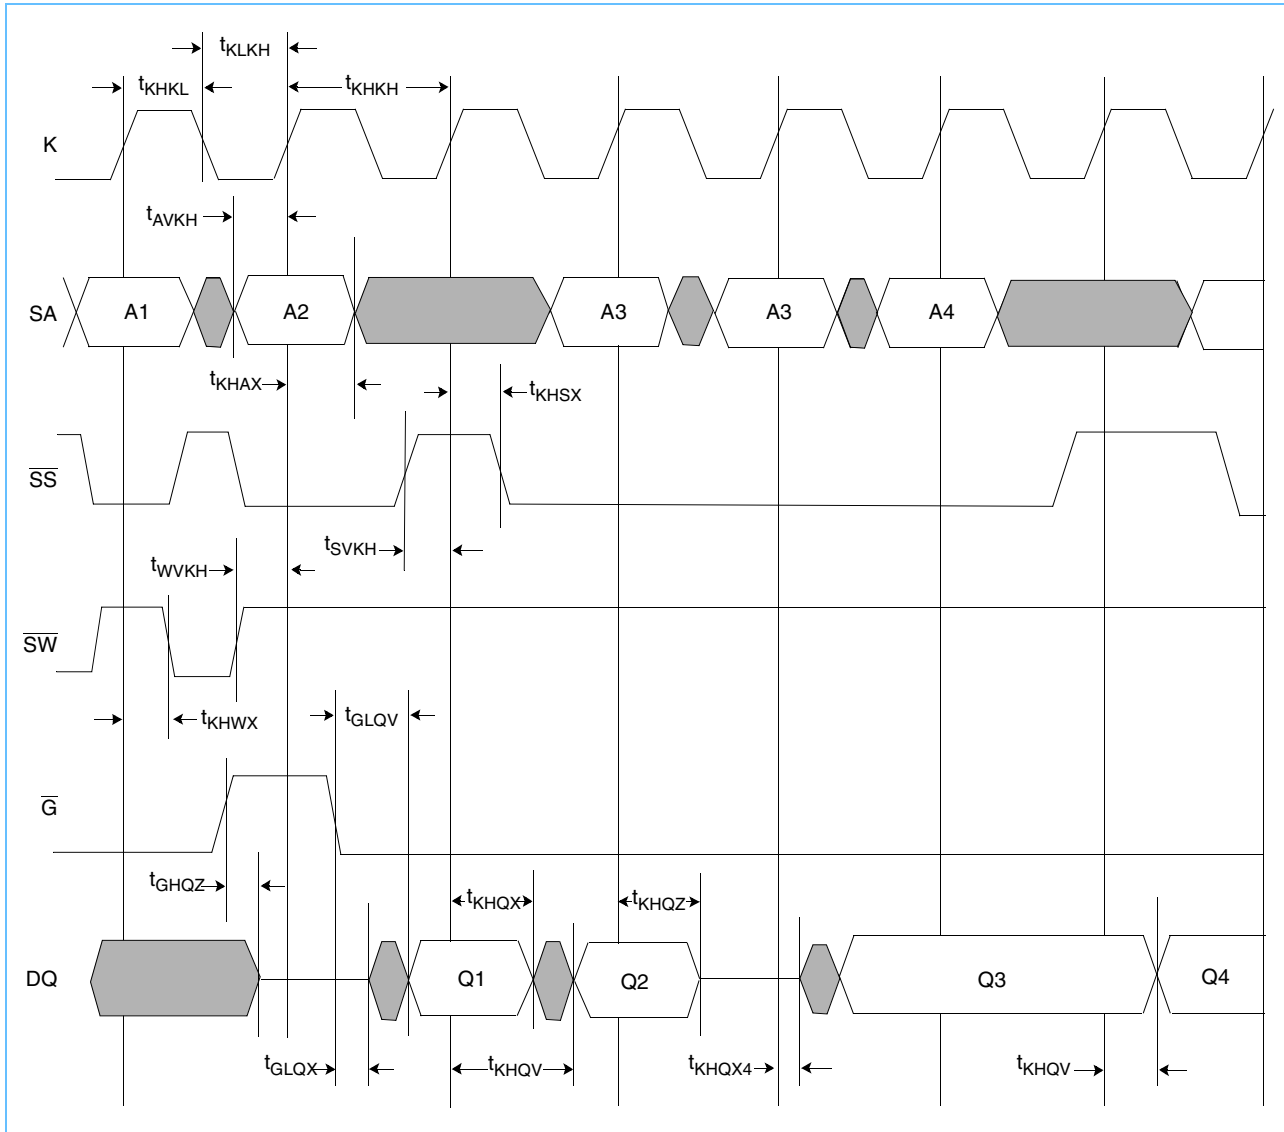 tKLKH
tKHKL
tKHKH
K
tAVKH
SA
A1
A2
A3
A3
A4
tKHAX
tKHSX
SS
tSVKH
tWVKH
SW
tKHWX
tGLQV
G
tGHQZ
tKHQX
tKHQZ
DQ
Q1
Q2
Q3
Q4
tGLQX
tKHQV
tKHQX4
tKHQV